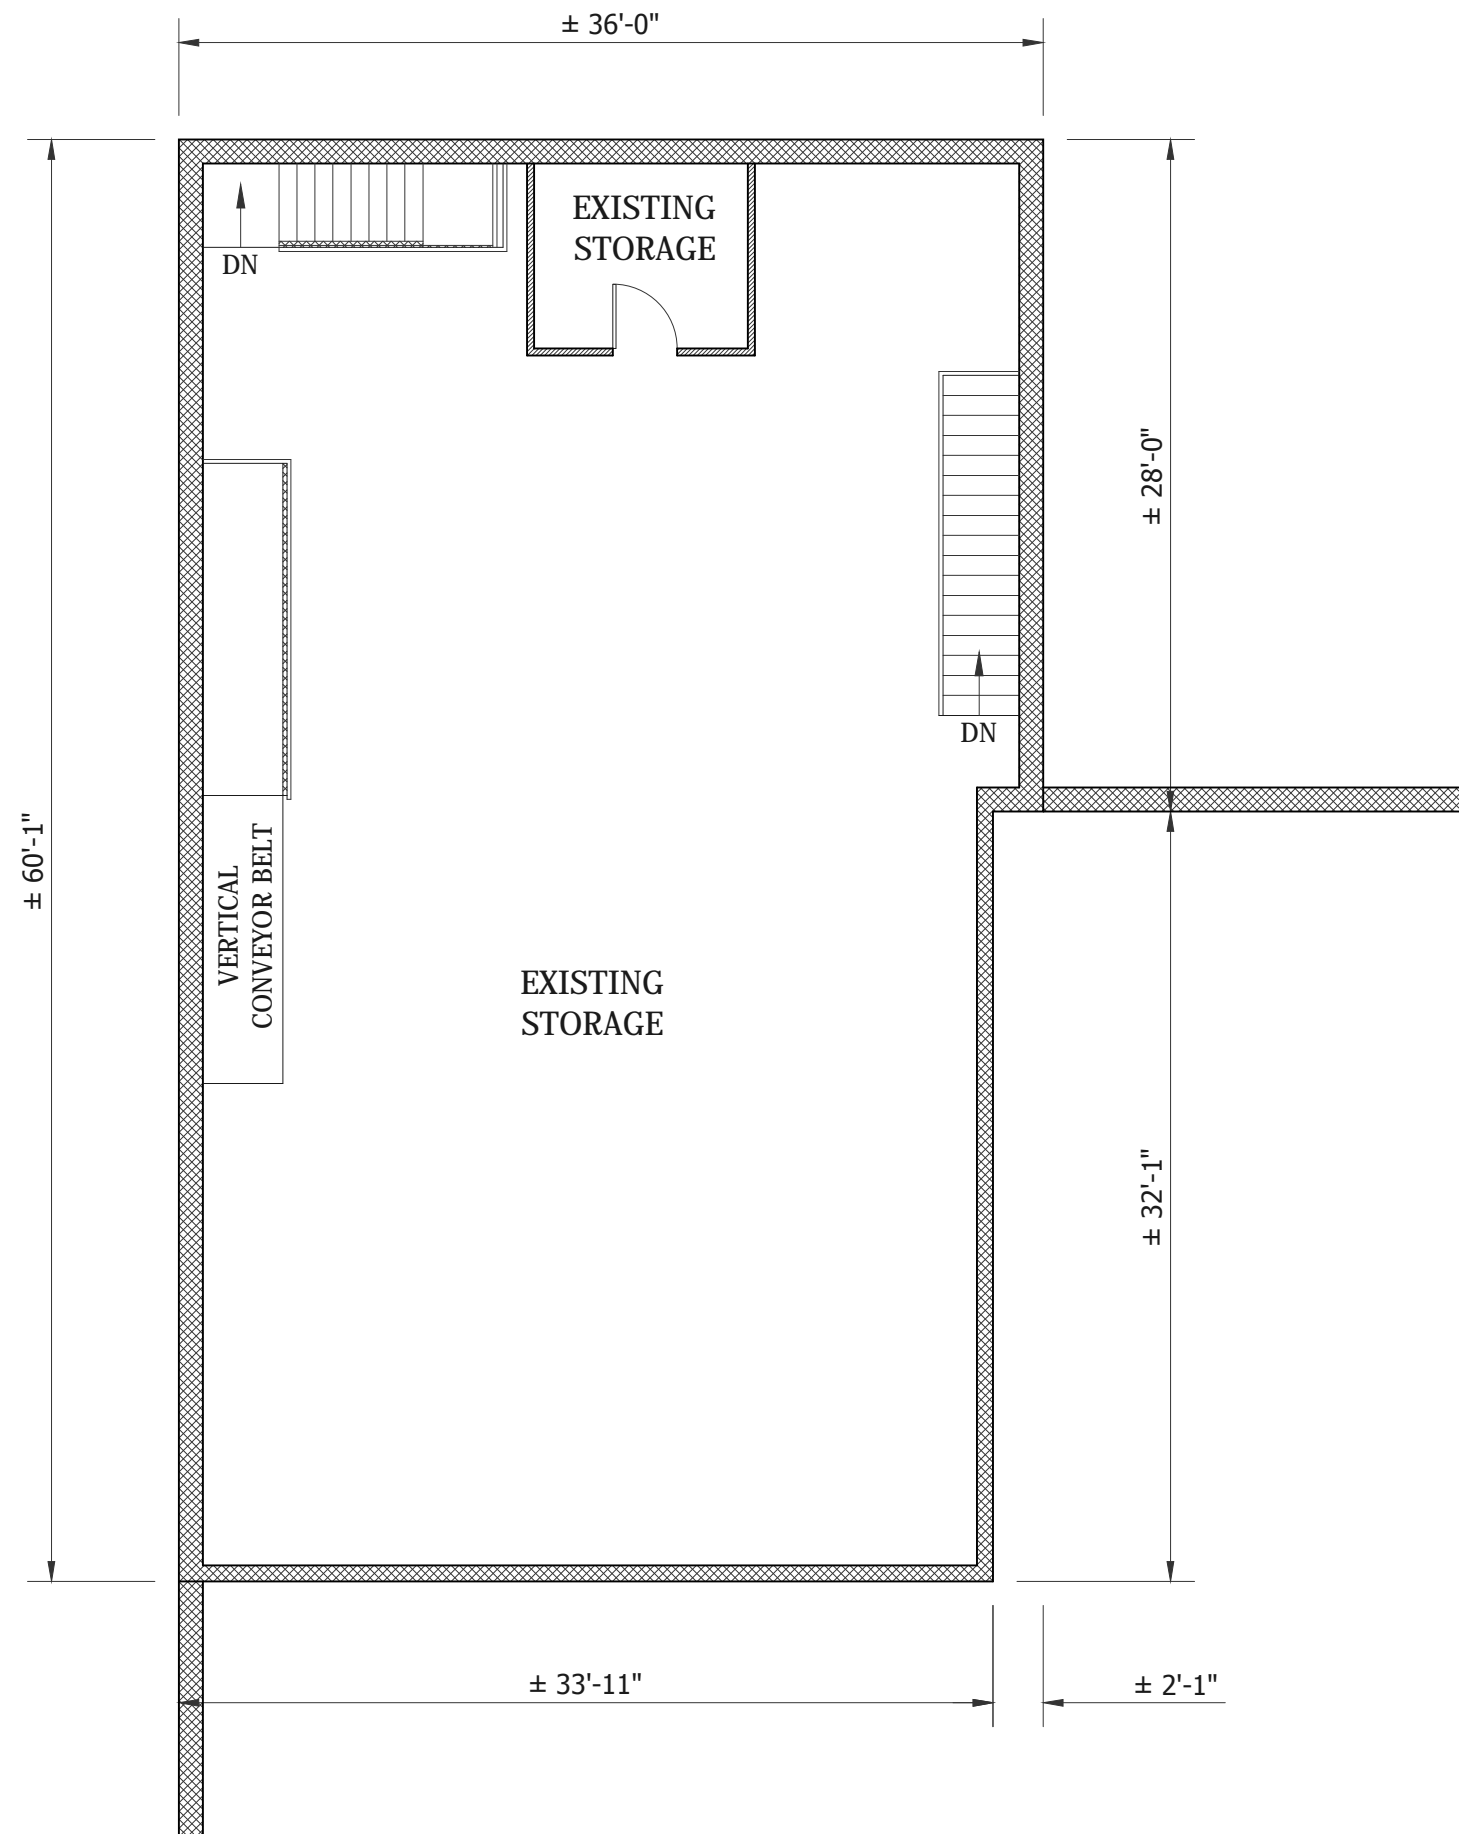 ± 36'-0"
EXISTING
STORAGE
DN
± 28'-0"
DN
± 60'-1"
VERTICAL
CONVEYOR BELT
EXISTING
STORAGE
± 32'-1"
± 33'-11"
± 2'-1"